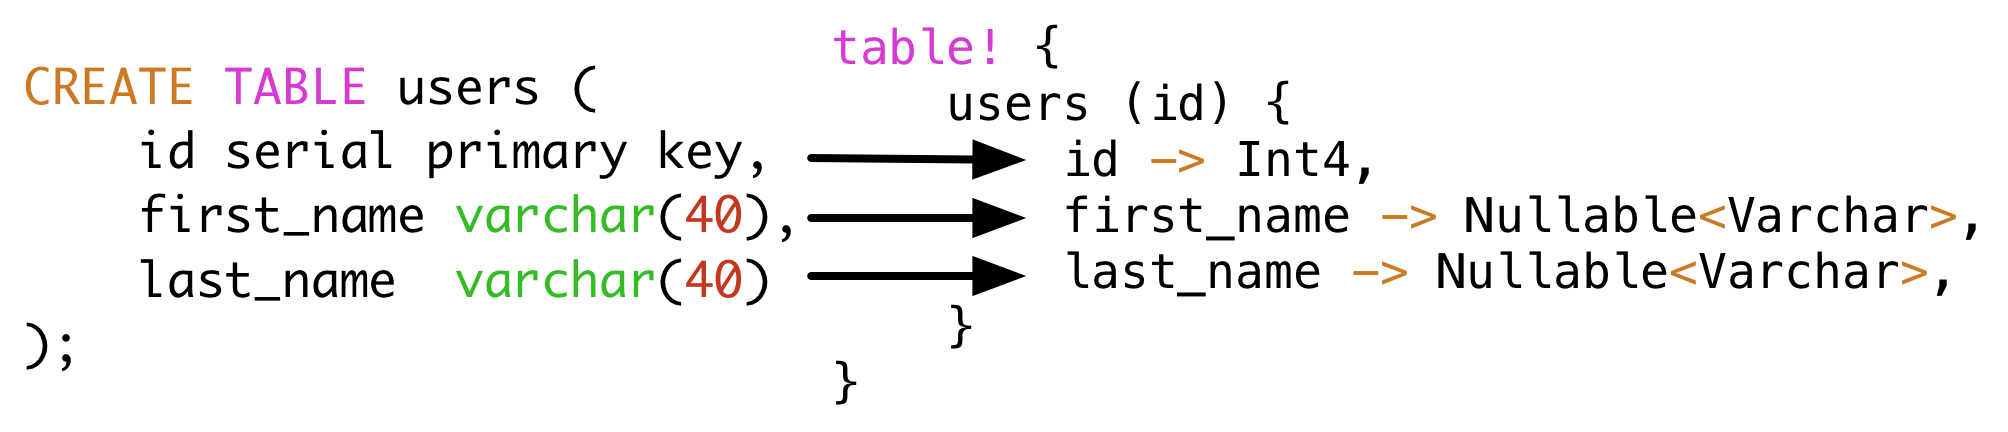 CREATE TABLE users (
    id serial primary key,
    first_name varchar(40),
    last_name  varchar(40)
);
table! {
    users (id) {
        id -> Int4,
        first_name -> Nullable<Varchar>,
        last_name -> Nullable<Varchar>,
    }
}